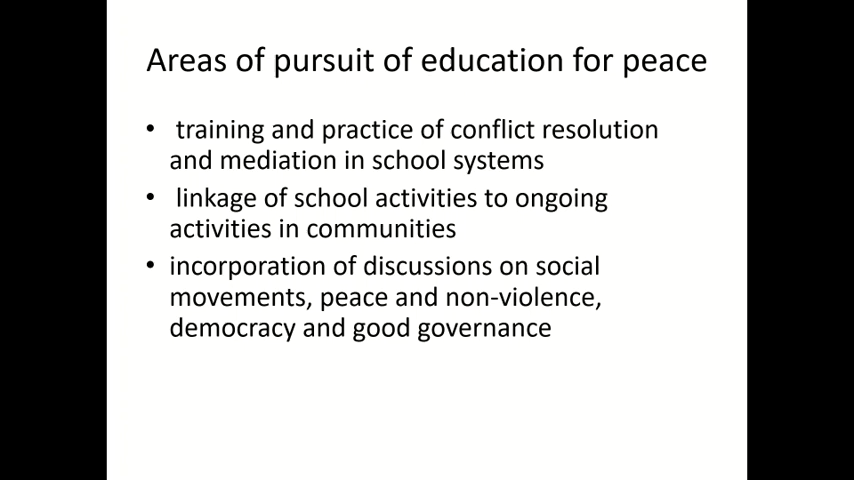 Areas of pursuit of education for peace
• training and practice of conflict resolution
and mediation in school systems
• linkage of school activities to ongoing
activities in communities
• incorporation of discussions on social
movements, peace and non-violence,
democracy and good governance